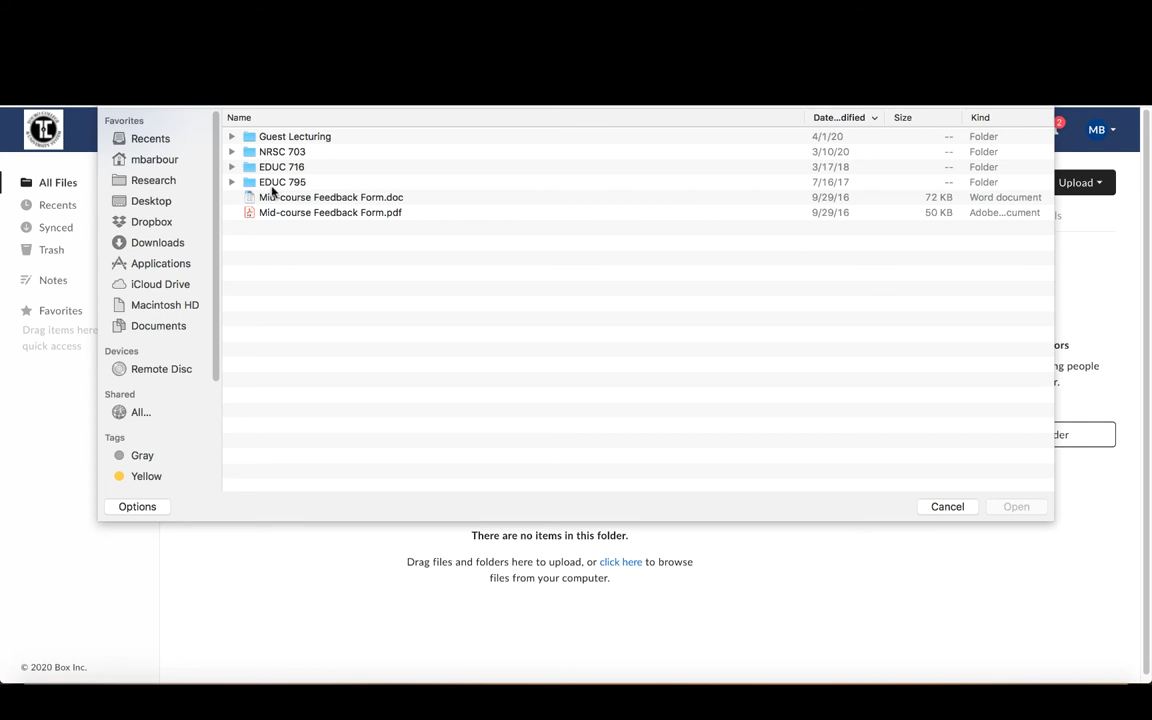 Favorites
Recents
mbarbour
Research
Desktop
Dropbox
Downloads
Applications
iCloud Drive
Macintosh HD
Documents
Devices
Remote Disc
Shared
All...
Tags
Gray
Yellow
Name Date...dified Size Kind
Guest Lecturing 4/1/20 -- Folder
NRSC 703 3/10/20 -- Folder
EDUC 716 3/17/18 -- Folder
EDUC 795 7/16/17 -- Folder
Mid-course Feedback Form.doc 9/29/16 72 KB Word document
Mid-course Feedback Form.pdf 9/29/16 50 KB Adobe...cument
Options Cancel Open
All Files
Recents
Synced
Trash
Notes
Favorites
Drag items here
quick access
2
MB
Upload
ls
ors
ng people
r.
der
There are no items in this folder.
Drag files and folders here to upload, or click here to browse
files from your computer.
© 2020 Box Inc.